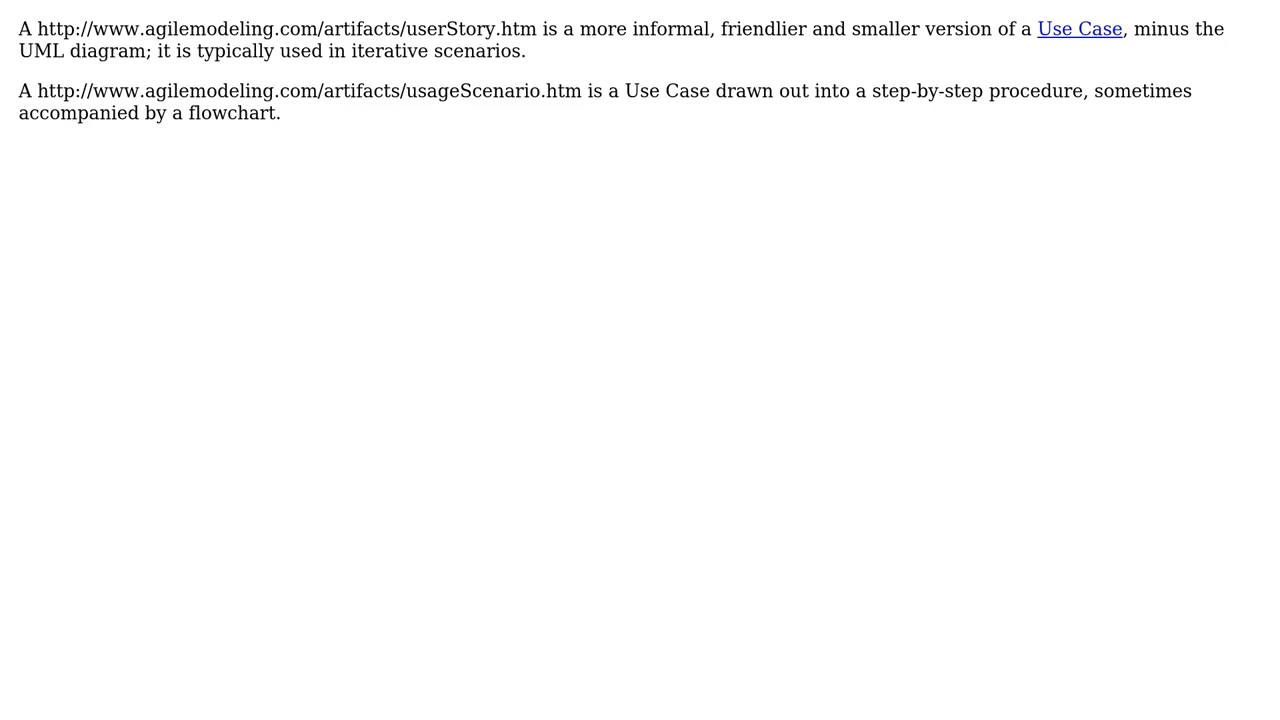 A http://www.agilemodeling.com/artifacts/userStory.htm is a more informal, friendlier and smaller version of a Use Case, minus the
UML diagram; it is typically used in iterative scenarios.
A http://www.agilemodeling.com/artifacts/usageScenario.htm is a Use Case drawn out into a step-by-step procedure, sometimes
accompanied by a flowchart.